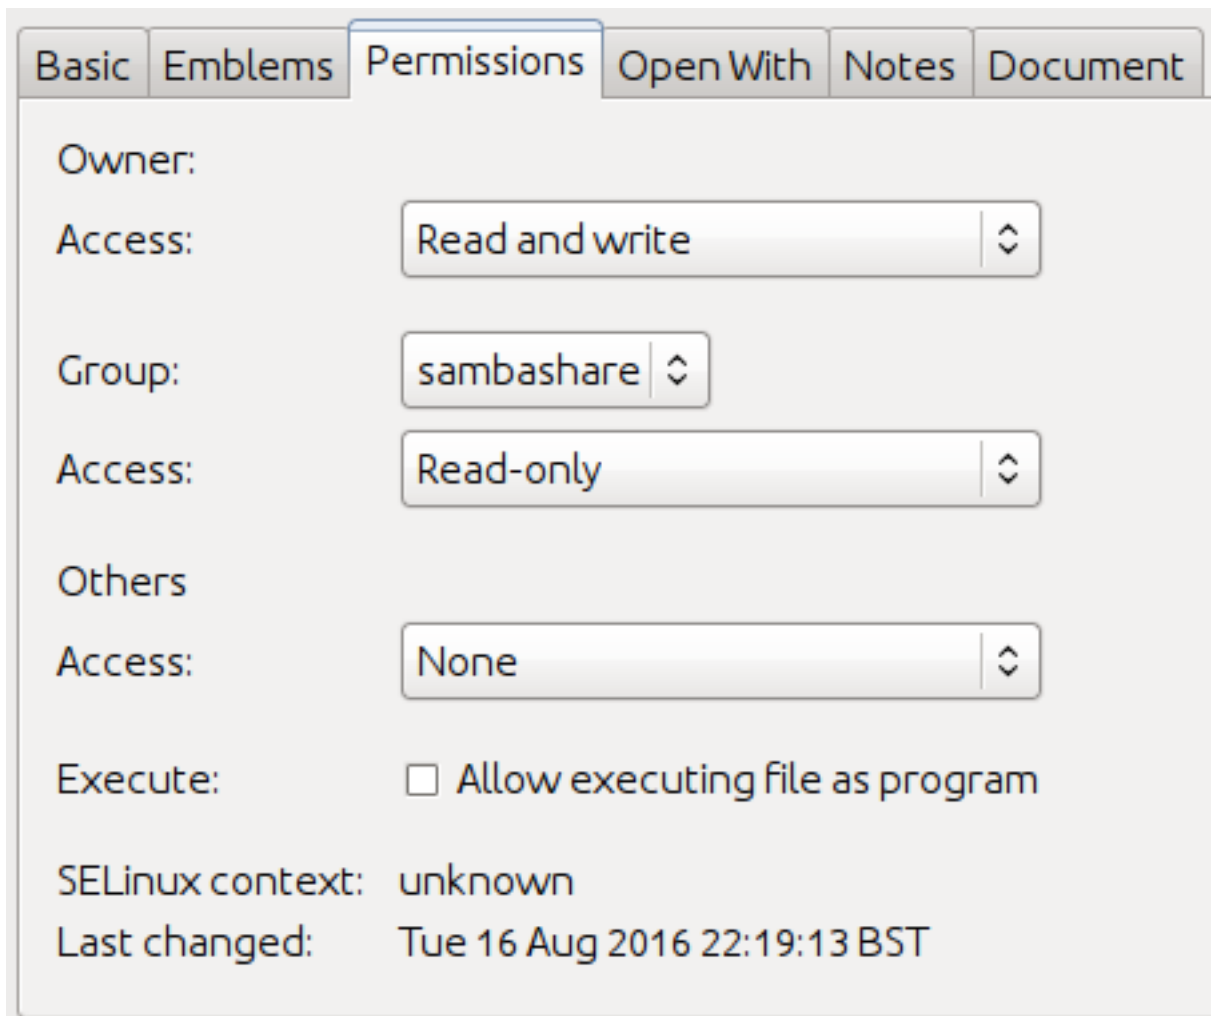 Basic Emblems Permissions Open With Notes Document
Owner:
Access: Read and write
Group: sambashare
Access: Read-only
Others
Access: None
Execute: Allow executing file as program
SELinux context: unknown
Last changed: Tue 16 Aug 2016 22:19:13 BST